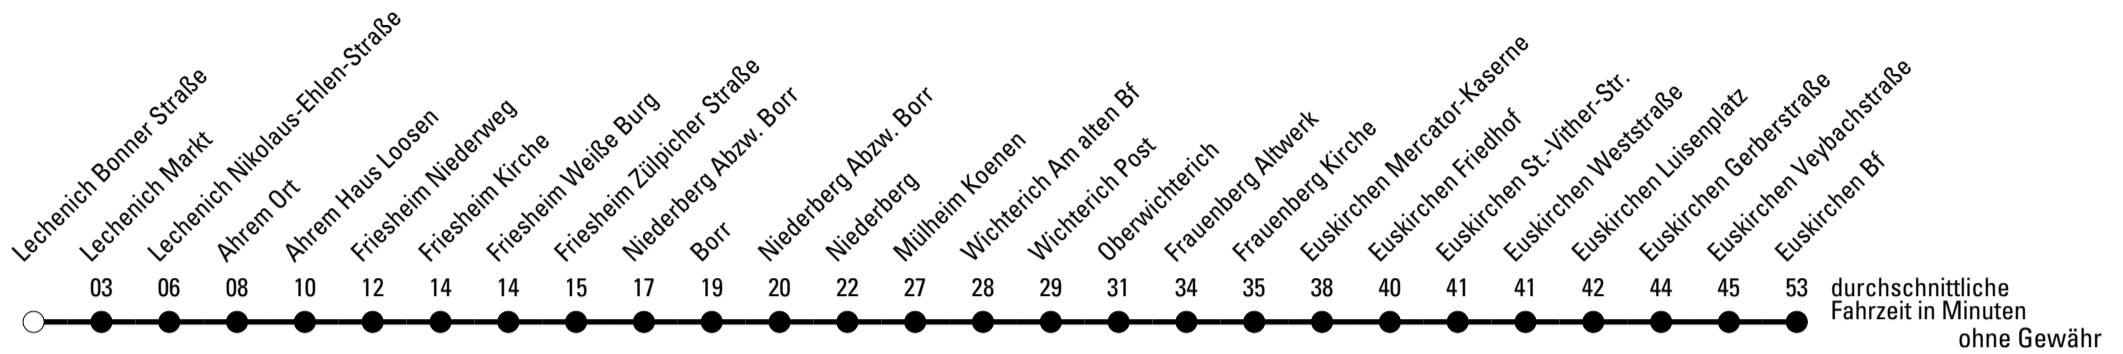 Lechenich Bonner Straße
Lechenich Markt
Lechenich Nikolaus-Ehlen-Straße
Ahrem Ort
Ahrem Haus Loosen
Friesheim Niederweg
Friesheim Kirche
Friesheim Weiße Burg
Friesheim Zülpicher Straße
Niederberg Abzw. Borr
Borr
Niederberg Abzw. Borr
Niederberg
Mülheim Koenen
Wichterich Am alten Bf
Wichterich Post
Oberwichterich
Frauenberg Altwerk
Frauenberg Kirche
Euskirchen Mercator-Kaserne
Euskirchen Friedhof
Euskirchen St.-Vither-Str.
Euskirchen Weststraße
Euskirchen Luisenplatz
Euskirchen Gerberstraße
Euskirchen Veybachstraße
Euskirchen Bf
03 06 08 10 12 14 14 15 17 19 20 22 27 28 29 31 34 35 38 40 41 41 42 44 45 53 durchschnittliche
Fahrzeit in Minuten
ohne Gewähr